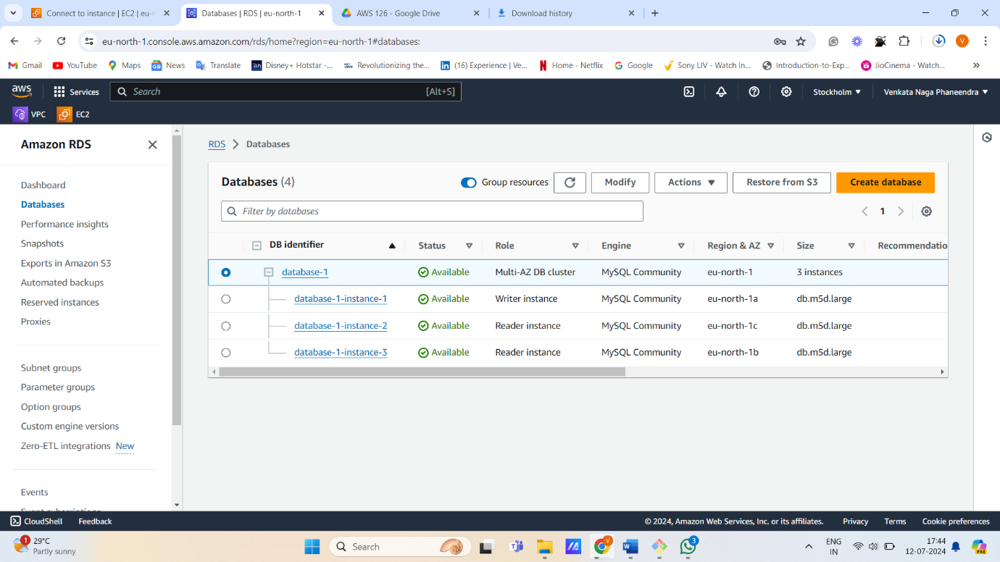 Connect to instance | EC2 | eu-n
Databases | RDS | eu-north-1
AWS 126 - Google Drive
Download history
eu-north-1.console.aws.amazon.com/rds/home?region=eu-north-1#databases:
V
Gmail
YouTube
Maps
News
Translate
Disney+ Hotstar -...
Revolutionizing the...
(16) Experience | Ve...
Home - Netflix
Google
Sony LIV - Watch In...
Introduction-to-Exp...
JioCinema - Watch...
aws
Services
Search
[Alt+S]
Stockholm
Venkata Naga Phaneendra
VPC
EC2
Amazon RDS
Dashboard
Databases
Performance insights
Snapshots
Exports in Amazon S3
Automated backups
Reserved instances
Proxies
Subnet groups
Parameter groups
Option groups
Custom engine versions
Zero-ETL integrations New
Events
RDS > Databases
Databases (4)
Group resources
Modify
Actions
Restore from S3
Create database
Filter by databases
1
DB identifier Status Role Engine Region & AZ Size Recommendatio
database-1 Available Multi-AZ DB cluster MySQL Community eu-north-1 3 instances
database-1-instance-1 Available Writer instance MySQL Community eu-north-1a db.m5d.large
database-1-instance-2 Available Reader instance MySQL Community eu-north-1c db.m5d.large
database-1-instance-3 Available Reader instance MySQL Community eu-north-1b db.m5d.large
CloudShell
Feedback
© 2024, Amazon Web Services, Inc. or its affiliates.
Privacy
Terms
Cookie preferences
1
29°C
Partly sunny
Search
V
3
ENG
IN
17:44
12-07-2024
PRE